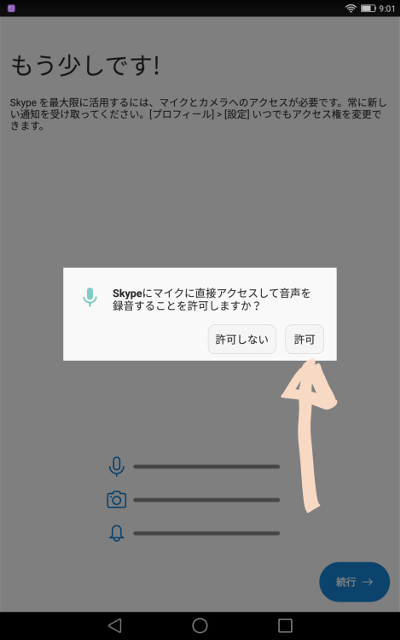 9:01
もう少しです!
Skype を最大限に活用するには、マイクとカメラへのアクセスが必要です。常に新し
い通知を受け取ってください。[プロフィール] > [設定] いつでもアクセス権を変更で
きます。
Skypeにマイクに直接アクセスして音声を
録音することを許可しますか？
許可しない
許可
続行